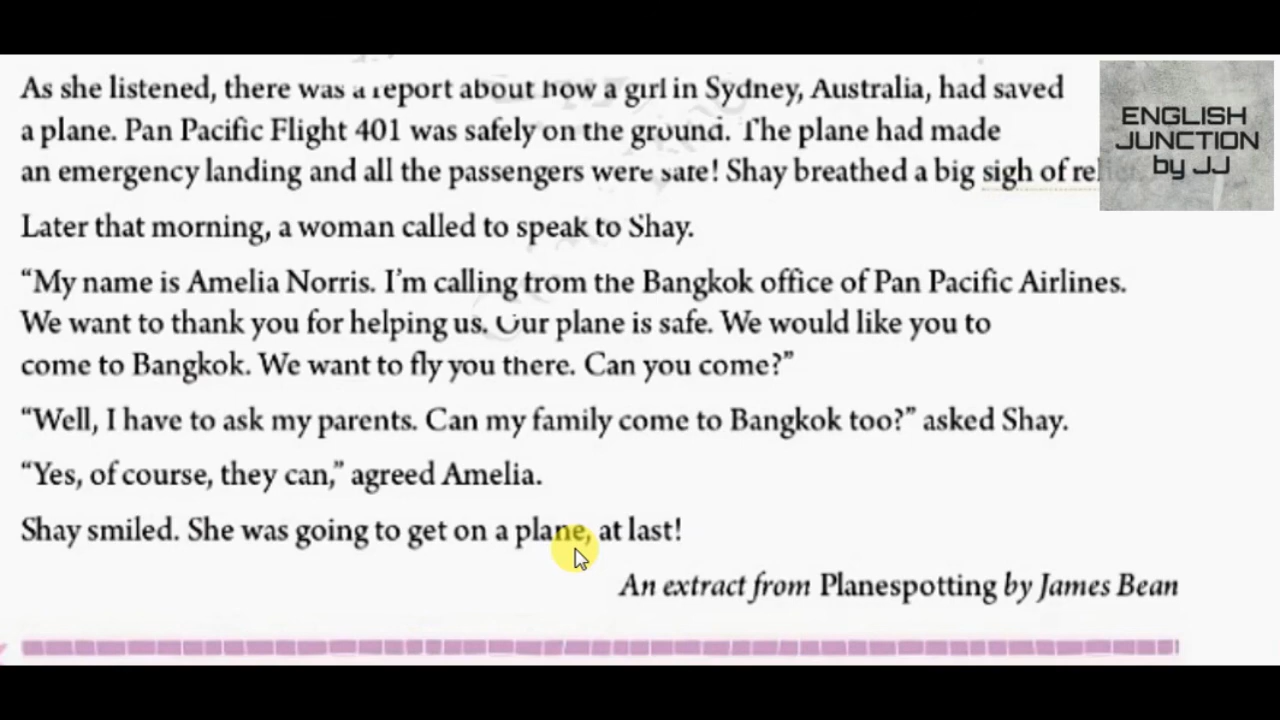 As she listened, there was a report about how a girl in Sydney, Australia, had saved
a plane. Pan Pacific Flight 401 was safely on the ground. The plane had made
an emergency landing and all the passengers were safe! Shay breathed a big sigh of
Later that morning, a woman called to speak to Shay.
“My name is Amelia Norris. I’m calling from the Bangkok office of Pan Pacific Airlines.
We want to thank you for helping us. Our plane is safe. We would like you to
come to Bangkok. We want to fly you there. Can you come?”
“Well, I have to ask my parents. Can my family come to Bangkok too?” asked Shay.
“Yes, of course, they can,” agreed Amelia.
Shay smiled. She was going to get on a plane, at last!
An extract from Planespotting by James Bean
ENGLISH
JUNCTION
by JJ